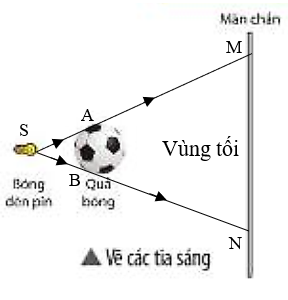 Màn chắn
M
A
S
Vùng tối
B
Bóng đèn pin
Quả bóng
N
▲ Vẽ các tia sáng